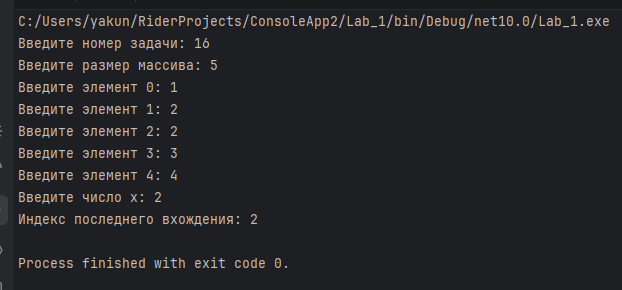 C:/Users/yakun/RiderProjects/ConsoleApp2/Lab_1/bin/Debug/net10.0/Lab_1.exe
Введите номер задачи: 16
Введите размер массива: 5
Введите элемент 0: 1
Введите элемент 1: 2
Введите элемент 2: 2
Введите элемент 3: 3
Введите элемент 4: 4
Введите число x: 2
Индекс последнего вхождения: 2
Process finished with exit code 0.